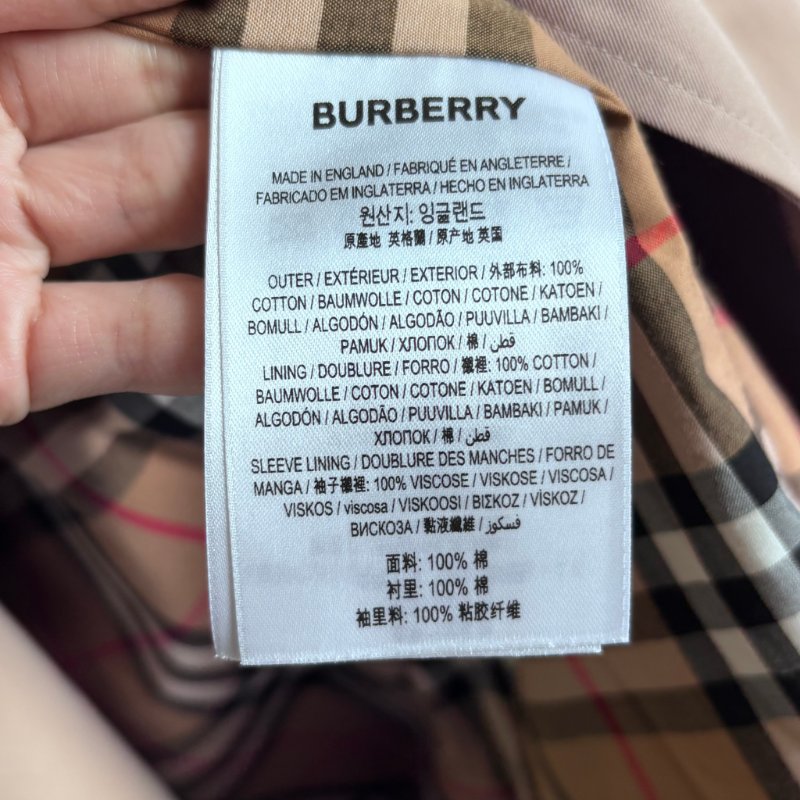 BURBERRY
MADE IN ENGLAND / FABRIQUÉ EN ANGLETERRE /
FABRICADO EM INGLATERRA / HECHO EN INGLATERRA
원산지: 잉글랜드
原產地 英格蘭 / 原产地 英国
OUTER / EXTÉRIEUR / EXTERIOR / 外部布料: 100%
COTTON / BAUMWOLLE / COTON / COTONE / KATOEN /
BOMULL / ALGODÓN / ALGODÃO / PUUVILLA / BAMBAKI /
PAMUK / ХЛОПОК / 棉 / قطن
LINING / DOUBLURE / FORRO / 襯裡: 100% COTTON /
BAUMWOLLE / COTON / COTONE / KATOEN / BOMULL /
ALGODÓN / ALGODÃO / PUUVILLA / BAMBAKI / PAMUK /
ХЛОПОК / 棉 / قطن
SLEEVE LINING / DOUBLURE DES MANCHES / FORRO DE
MANGA / 袖子襯裡: 100% VISCOSE / VISKOSE / VISCOSA /
VISKOS / viscosa / VISKOOSI / ΒΙΣΚΟΖ / VİSKOZ /
ВИСКОЗА / 黏液纖維 / فسكوز
面料: 100% 棉
衬里: 100% 棉
袖里料: 100% 粘胶纤维